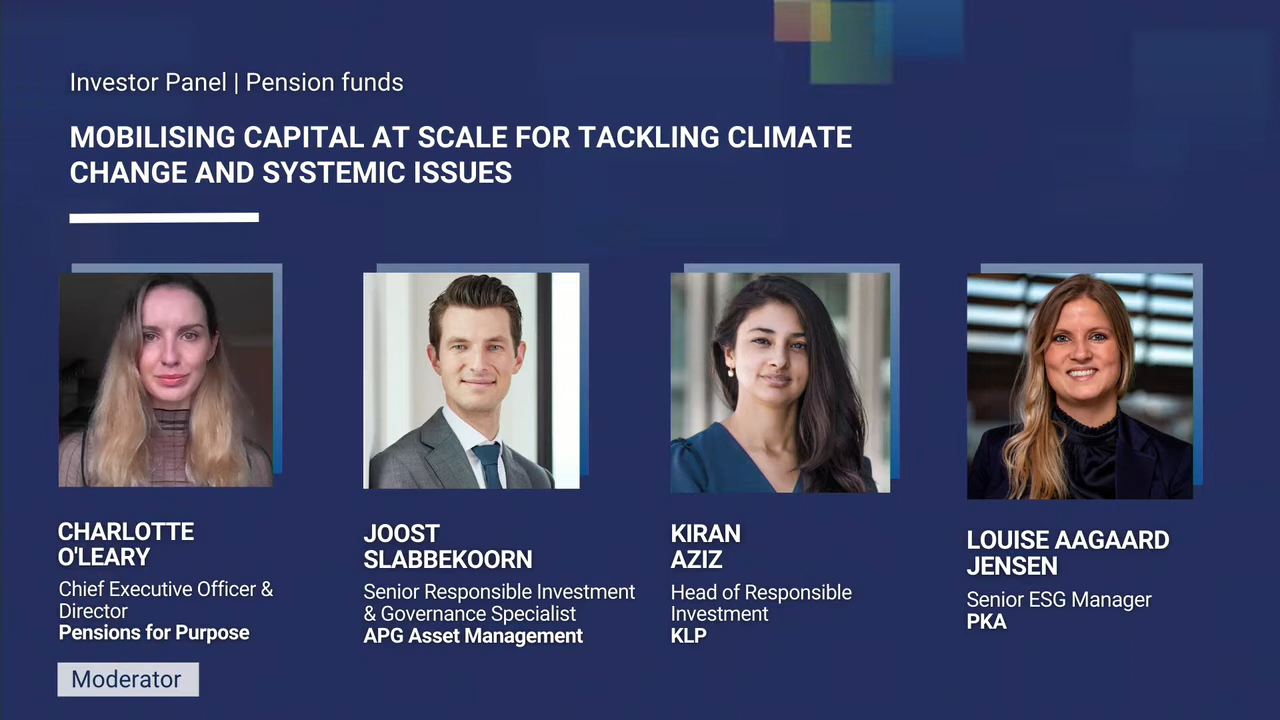 Investor Panel | Pension funds
MOBILISING CAPITAL AT SCALE FOR TACKLING CLIMATE
CHANGE AND SYSTEMIC ISSUES
CHARLOTTE
O'LEARY
Chief Executive Officer &
Director
Pensions for Purpose
Moderator
JOOST
SLABBEKOORN
Senior Responsible Investment
& Governance Specialist
APG Asset Management
KIRAN
AZIZ
Head of Responsible
Investment
KLP
LOUISE AAGAARD
JENSEN
Senior ESG Manager
PKA